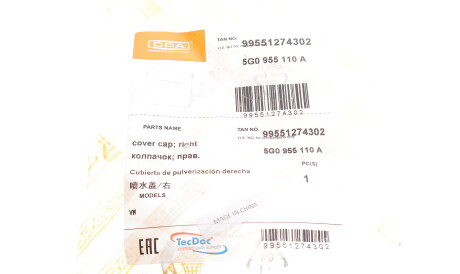 DPA
TAN NO. 99551274302
5G0 955 110 A
99551274302
PARTS NAME
TAN NO. 99551274302
cover cap; right
колпачок; прав.
5G0 955 110 A
Cubierta de pulverización derecha
PC(S)
喷水盖/右
1
MODELS
VW
MADE IN CHINA
EAC
TecDoc
99551274302